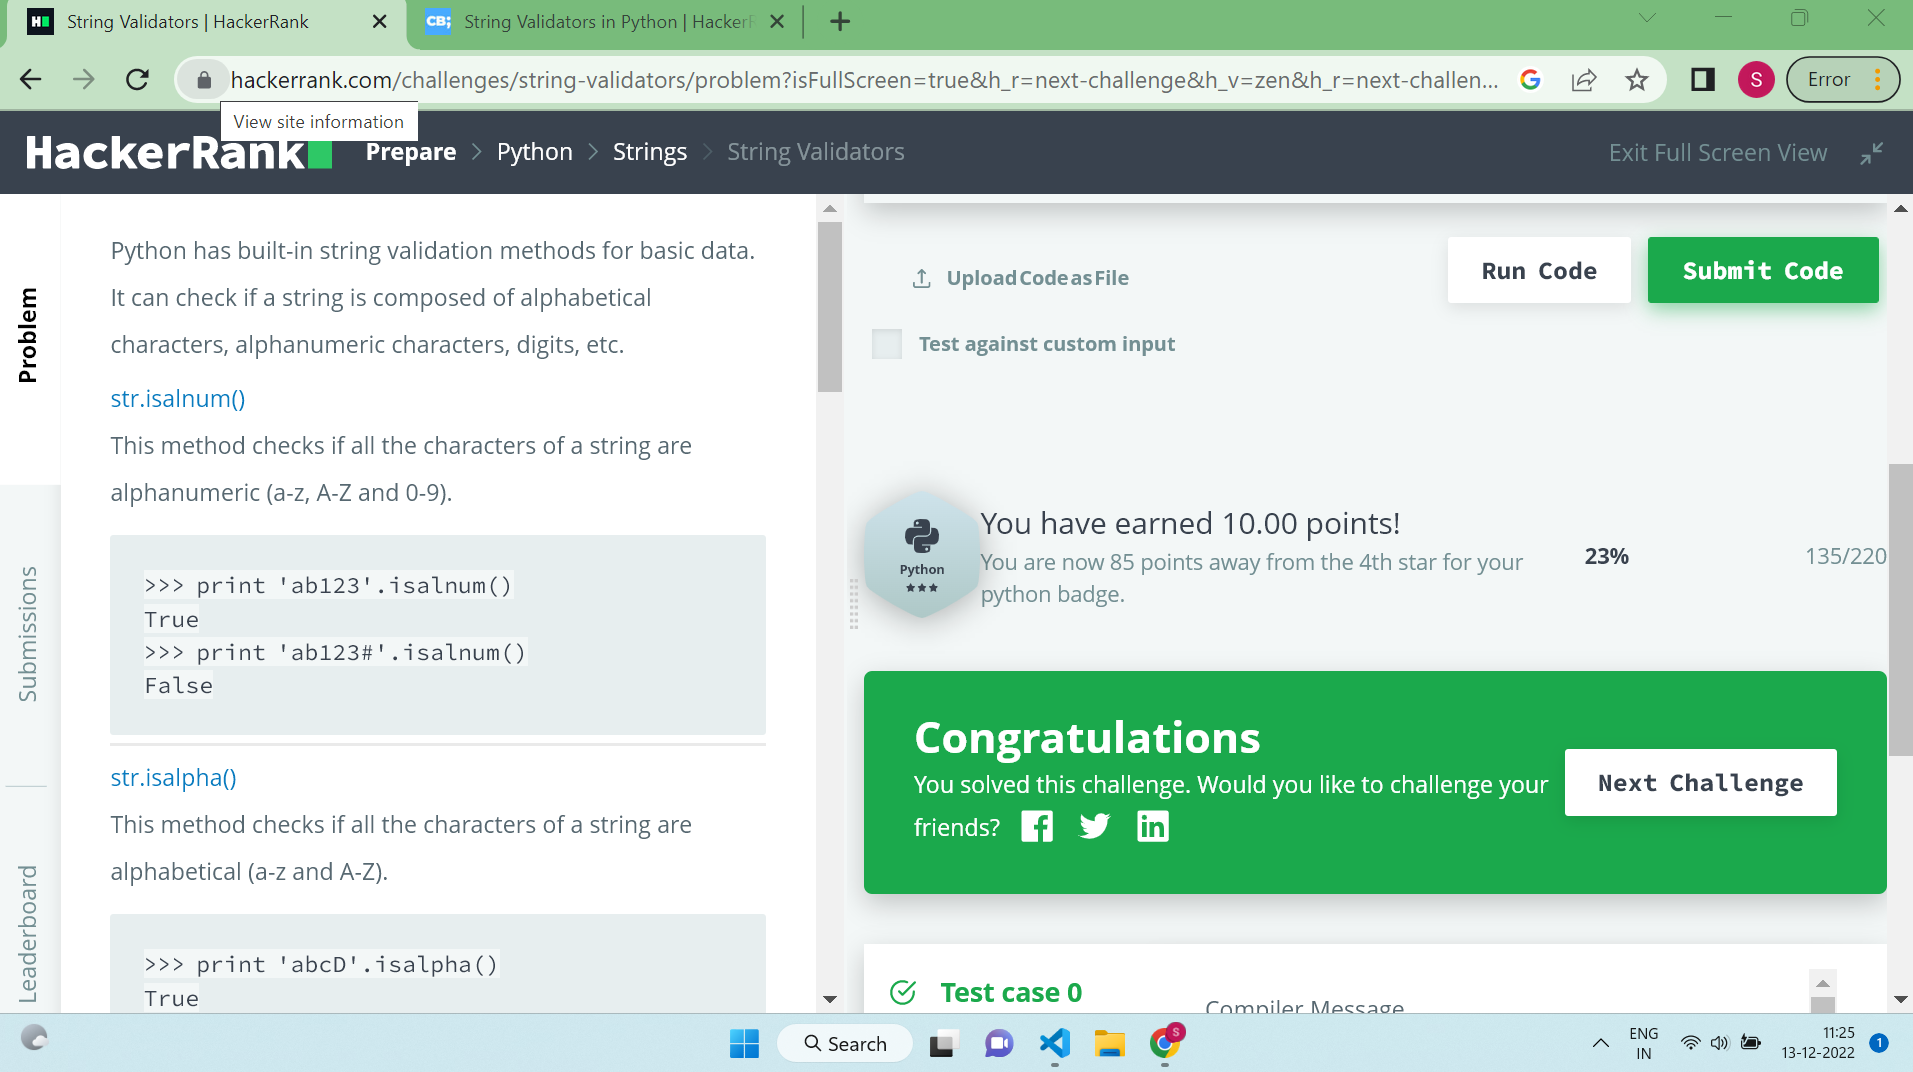 String Validators | HackerRank
CB; String Validators in Python | Hacker
hackerrank.com/challenges/string-validators/problem?isFullScreen=true&h_r=next-challenge&h_v=zen&h_r=next-challen...
S
Error
View site information
HackerRank
Prepare > Python > Strings > String Validators
Exit Full Screen View
Problem
Submissions
Leaderboard
Python has built-in string validation methods for basic data.
It can check if a string is composed of alphabetical
characters, alphanumeric characters, digits, etc.
str.isalnum()
This method checks if all the characters of a string are
alphanumeric (a-z, A-Z and 0-9).
>>> print 'ab123'.isalnum()
True
>>> print 'ab123#'.isalnum()
False
str.isalpha()
This method checks if all the characters of a string are
alphabetical (a-z and A-Z).
>>> print 'abcD'.isalpha()
True
Upload Code as File
Run Code
Submit Code
Test against custom input
Python
You have earned 10.00 points!
You are now 85 points away from the 4th star for your
python badge.
23%
135/220
Congratulations
You solved this challenge. Would you like to challenge your
friends?
Next Challenge
Test case 0
Compiler Message
Search
S
ENG
IN
11:25
13-12-2022
1